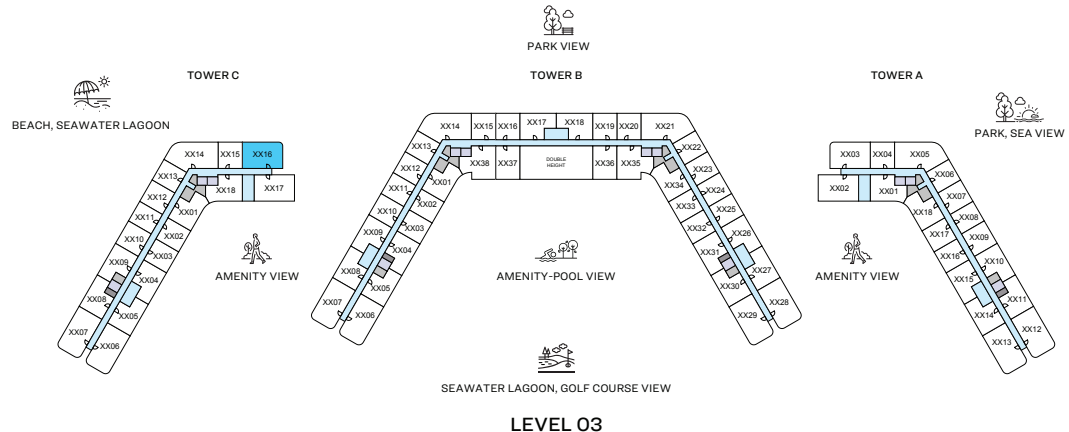 PARK VIEW
TOWER C
TOWER B
TOWER A
BEACH, SEAWATER LAGOON
PARK, SEA VIEW
XX14
XX15
XX16
XX13
XX18
XX17
XX12
XX01
XX11
XX02
XX10
XX03
XX09
XX04
XX08
XX05
XX07
XX06
AMENITY VIEW
XX14
XX15
XX16
XX17
XX18
XX19
XX20
XX21
XX13
XX38
XX37
DOUBLE
HEIGHT
XX36
XX35
XX22
XX12
XX01
XX34
XX23
XX11
XX02
XX33
XX24
XX10
XX03
XX32
XX25
XX09
XX04
XX31
XX26
XX08
XX05
XX30
XX27
XX07
XX06
XX29
XX28
AMENITY-POOL VIEW
XX03
XX04
XX05
XX02
XX01
XX06
XX18
XX07
XX17
XX08
XX16
XX09
XX15
XX10
XX14
XX11
XX13
XX12
AMENITY VIEW
SEAWATER LAGOON, GOLF COURSE VIEW
LEVEL 03